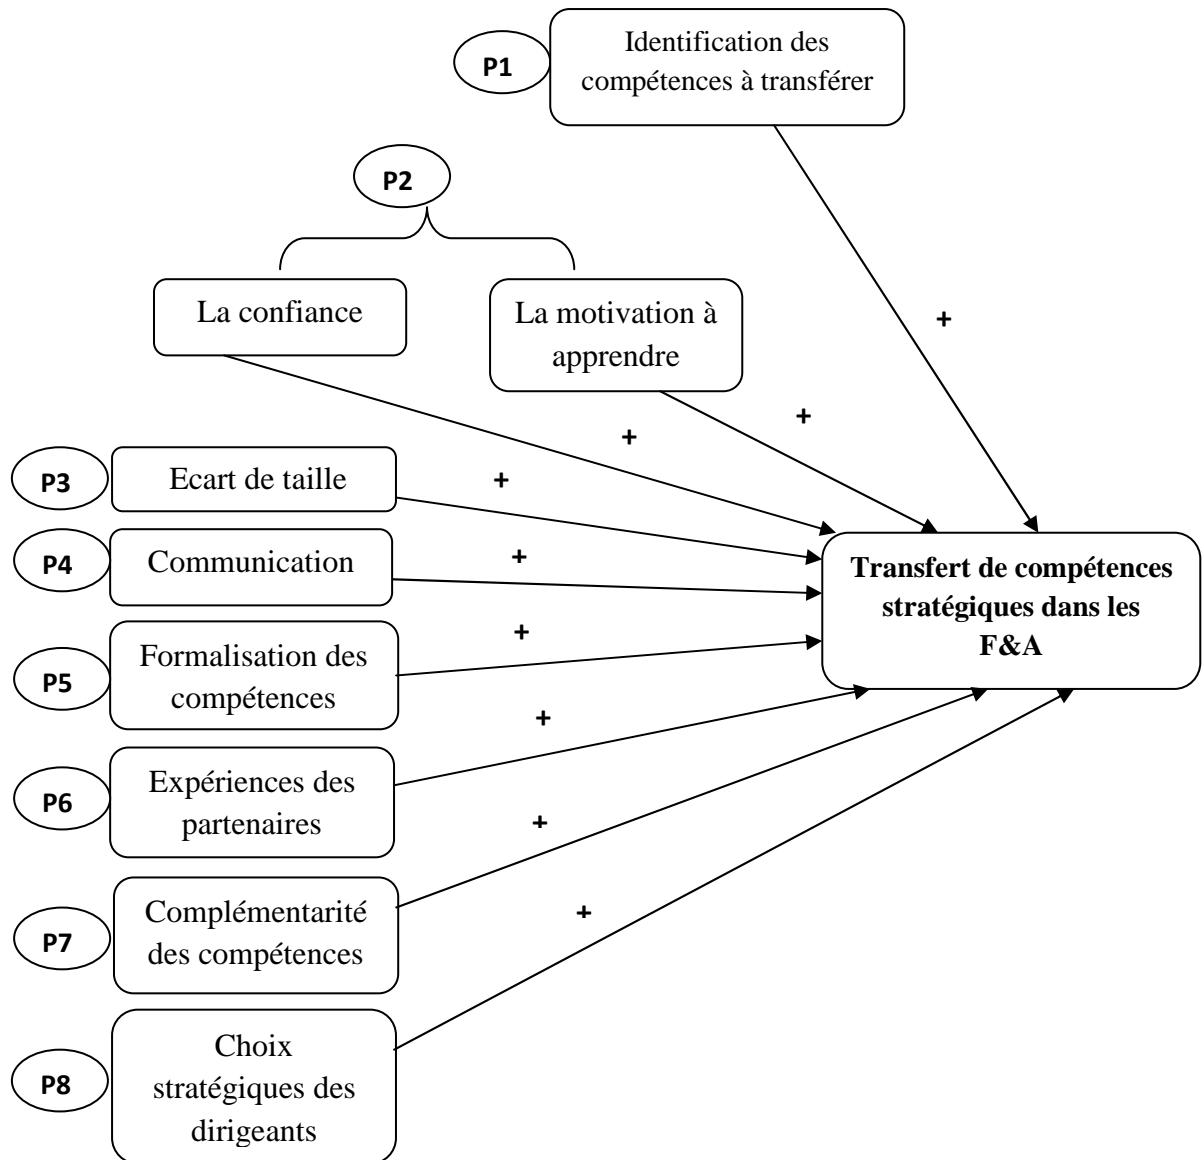 P1
Identification des
compétences à transférer
P2
La confiance
La motivation à
apprendre
+
+
+
P3
Ecart de taille
+
P4
Communication
+
Transfert de compétences
stratégiques dans les
F&A
P5
Formalisation des
compétences
+
P6
Expériences des
partenaires
+
P7
Complémentarité
des compétences
+
P8
Choix
stratégiques des
dirigeants
+